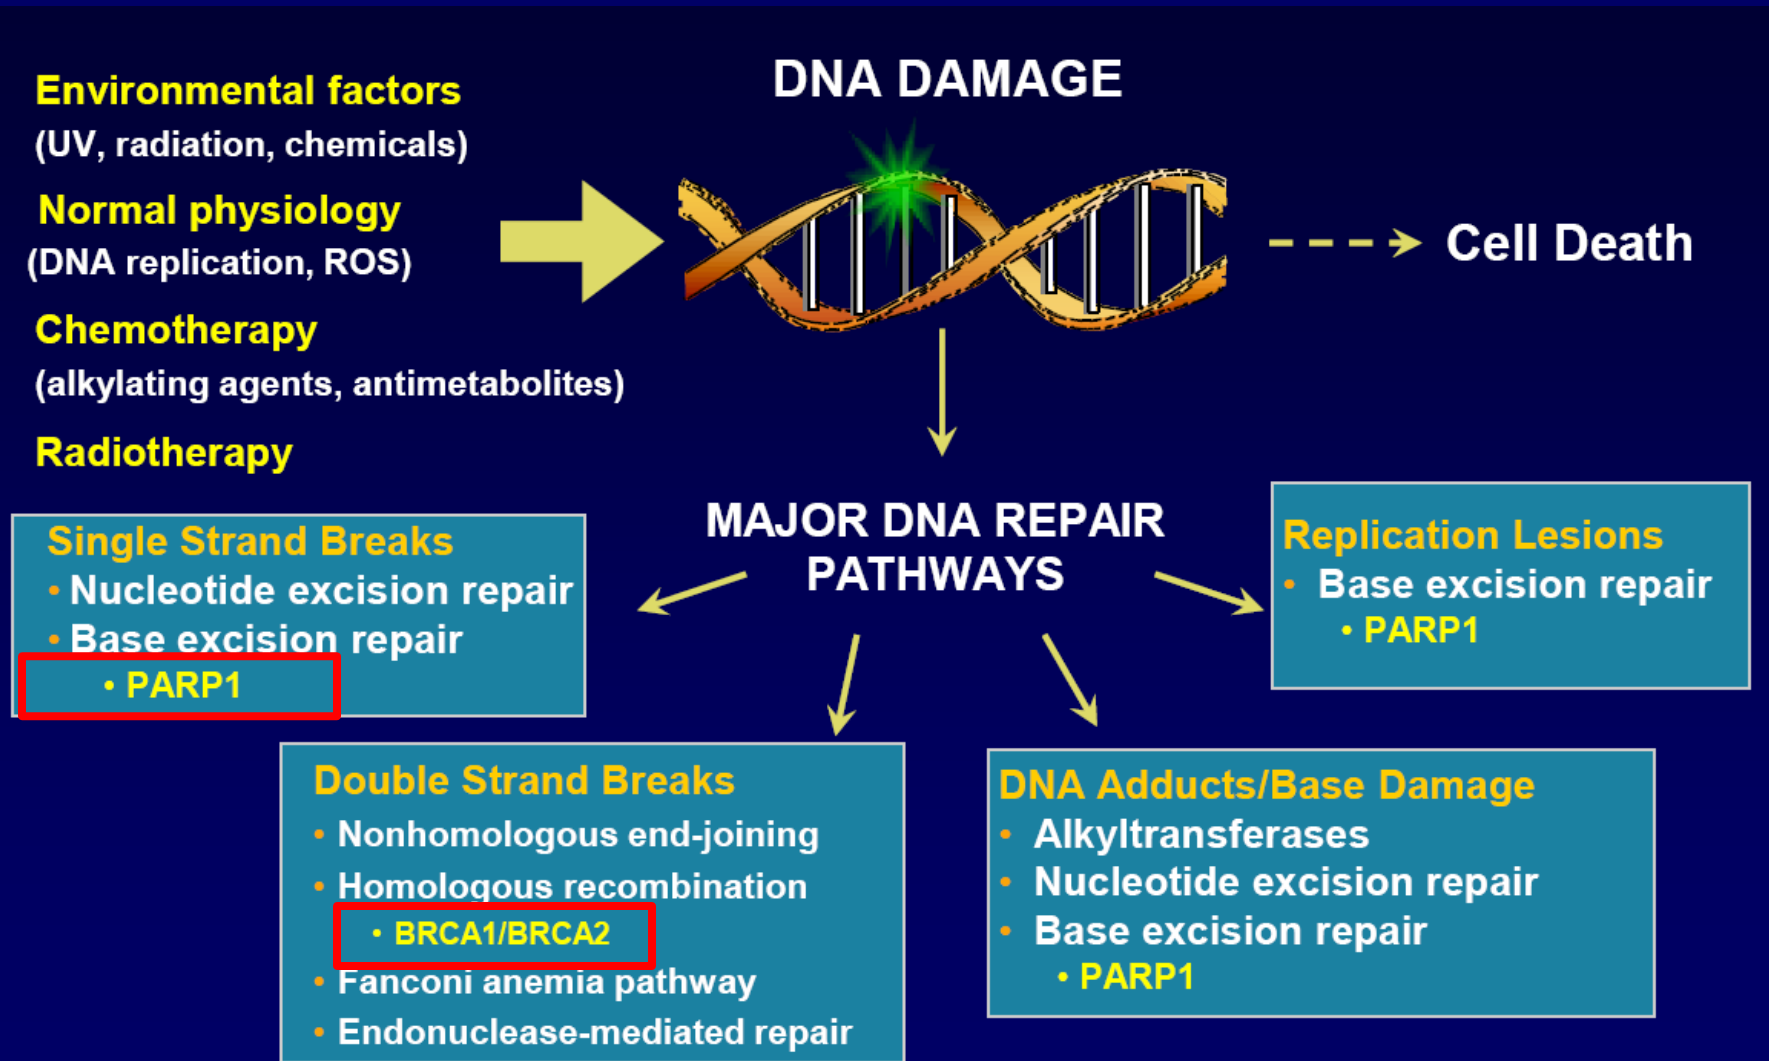 DNA DAMAGE
Environmental factors
(UV, radiation, chemicals)
Normal physiology
(DNA replication, ROS)
Chemotherapy
(alkylating agents, antimetabolites)
Radiotherapy
Cell Death
MAJOR DNA REPAIR
PATHWAYS
Single Strand Breaks
• Nucleotide excision repair
• Base excision repair
• PARP1
Double Strand Breaks
• Nonhomologous end-joining
• Homologous recombination
• BRCA1/BRCA2
• Fanconi anemia pathway
• Endonuclease-mediated repair
DNA Adducts/Base Damage
• Alkyltransferases
• Nucleotide excision repair
• Base excision repair
• PARP1
Replication Lesions
• Base excision repair
• PARP1